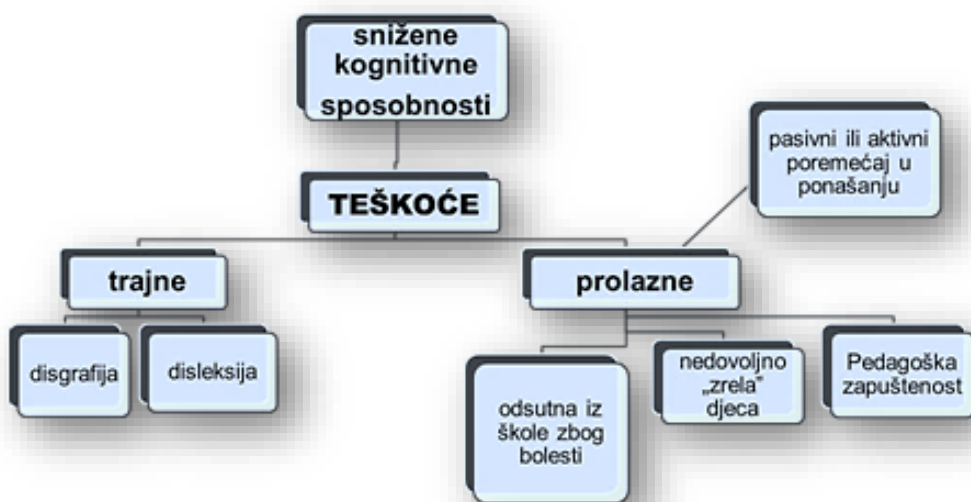 snižene
kognitivne
sposobnosti
pasivni ili aktivni
poremećaj u
ponašanju
TEŠKOĆE
trajne
prolazne
disgrafija
disleksija
odsutna iz
škole zbog
bolesti
nedovoljno
„zrela”
djeca
Pedagoška
zapuštenost